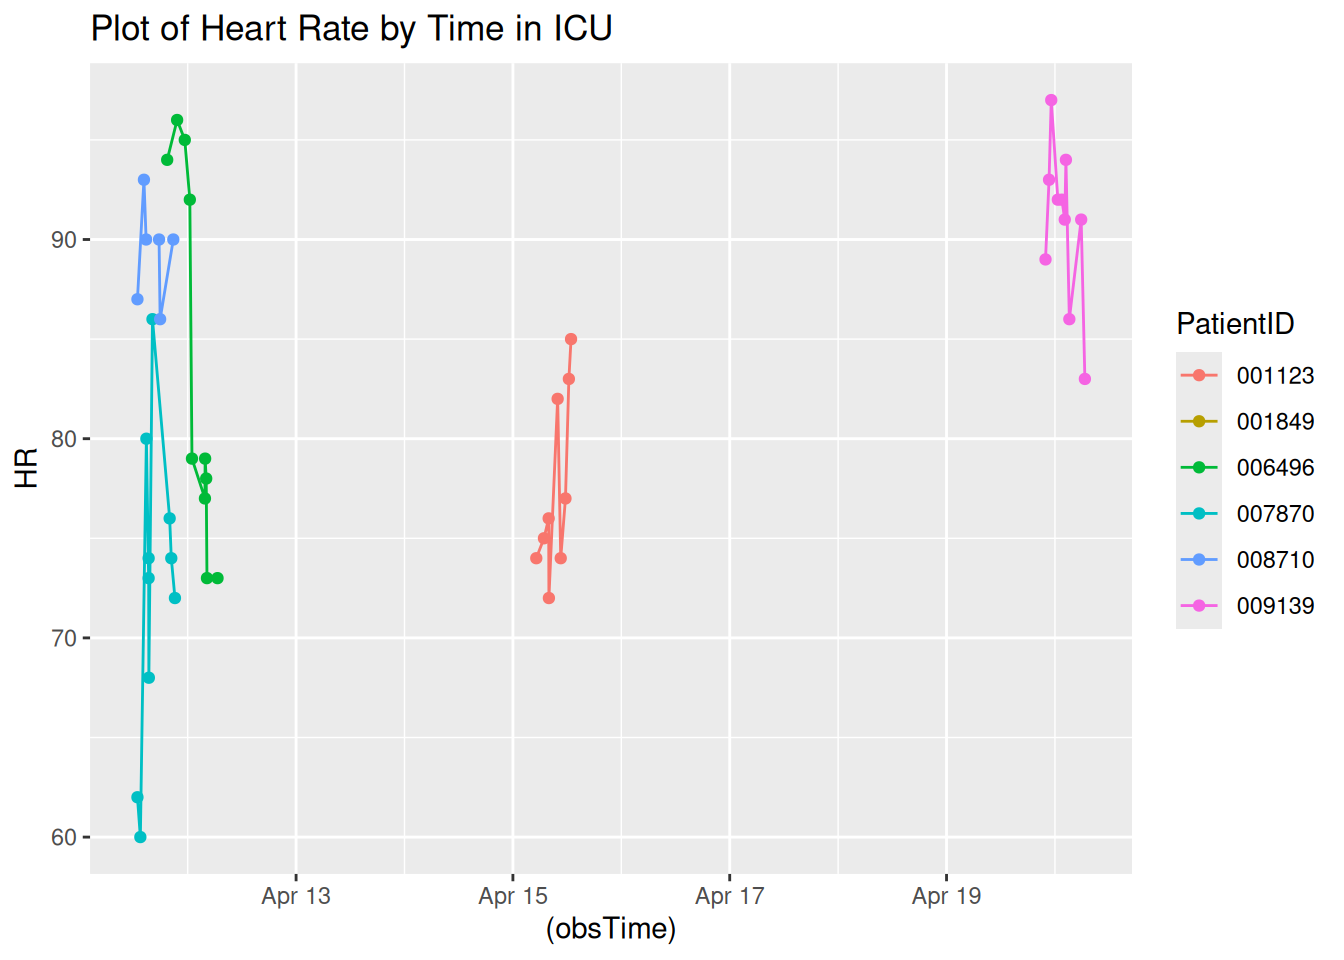 Plot of Heart Rate by Time in ICU
HR
90
80
70
60
Apr 13
Apr 15
Apr 17
Apr 19
(obsTime)
PatientID
001123
001849
006496
007870
008710
009139